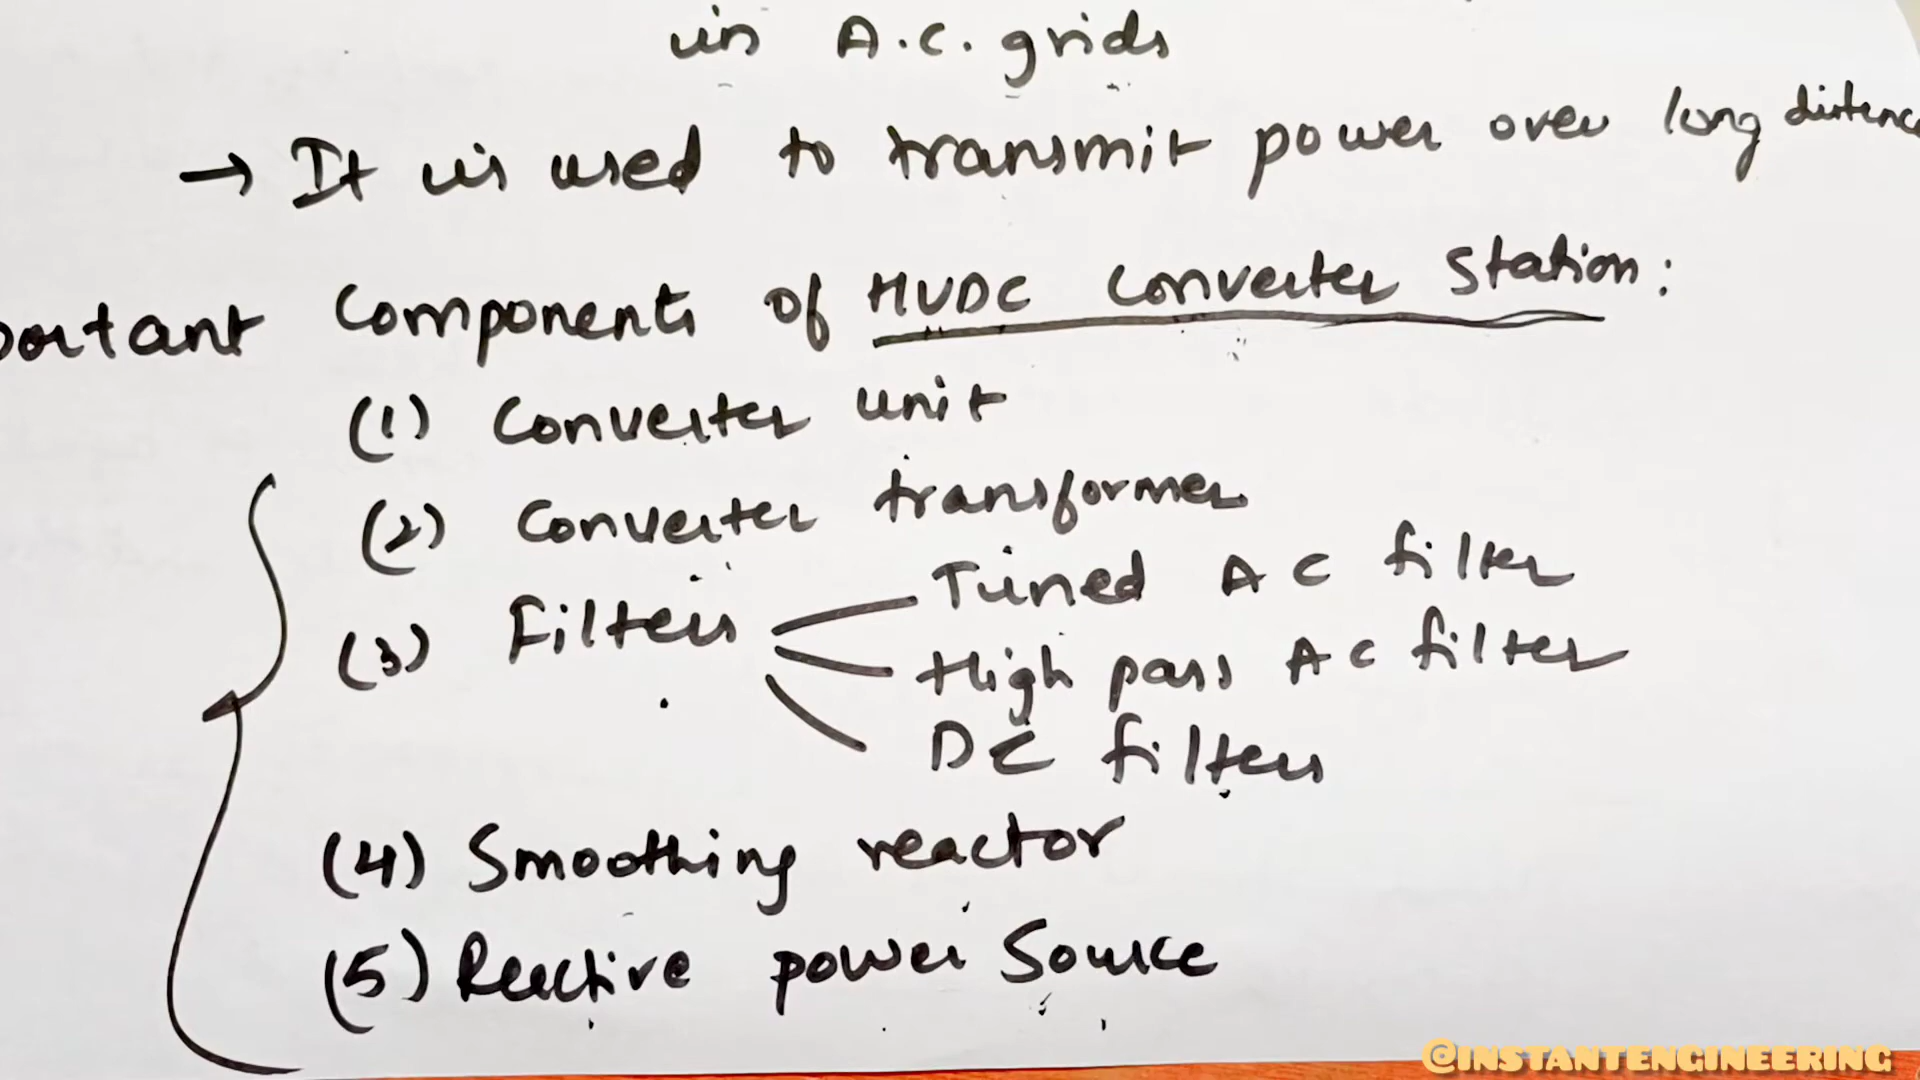 in A.C. grids
→ It is used to transmit power over long distence
portant Components of HVDC Converter Station:
(1) Converter unit
(2) Converter transformer
(3) Filters
Tuned AC filter
High pass AC filter
DC filters
(4) Smoothing reactor
(5) Reactive power Source
@INSTANTENGINEERING